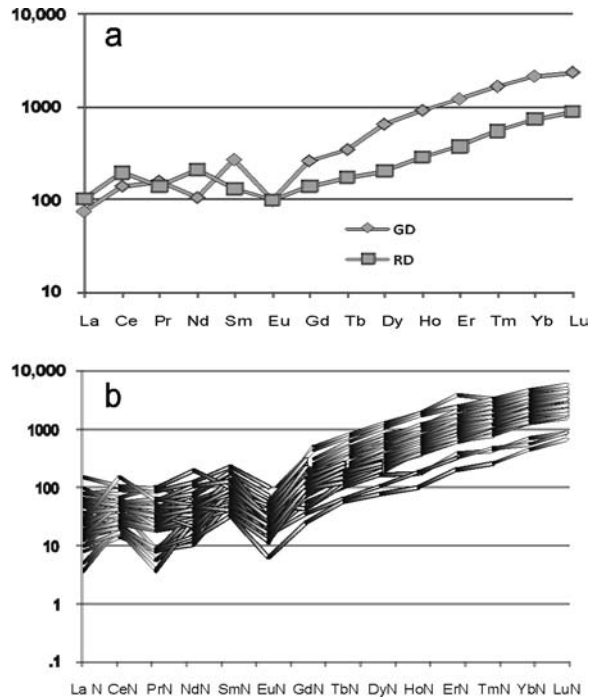 10,000
a
1000
100
GD
RD
10
La Ce Pr Nd Sm Eu Gd Tb Dy Ho Er Tm Yb Lu
10,000
b
1000
100
10
1
.1
La N CeN PrN NdN SmN EuN GdN TbN DyN HoN ErN TmN YbN LuN